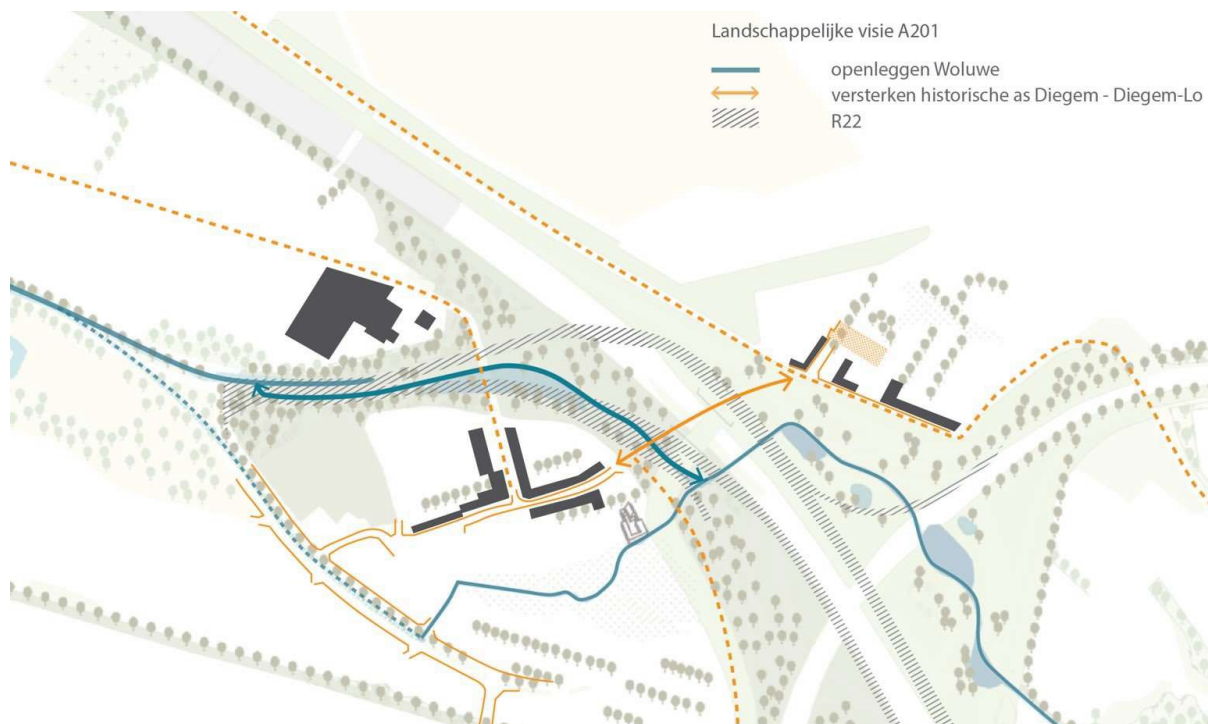 Landschappelijke visie A201
openleggen Woluwe
versterken historische as Diegem - Diegem-Lo
R22